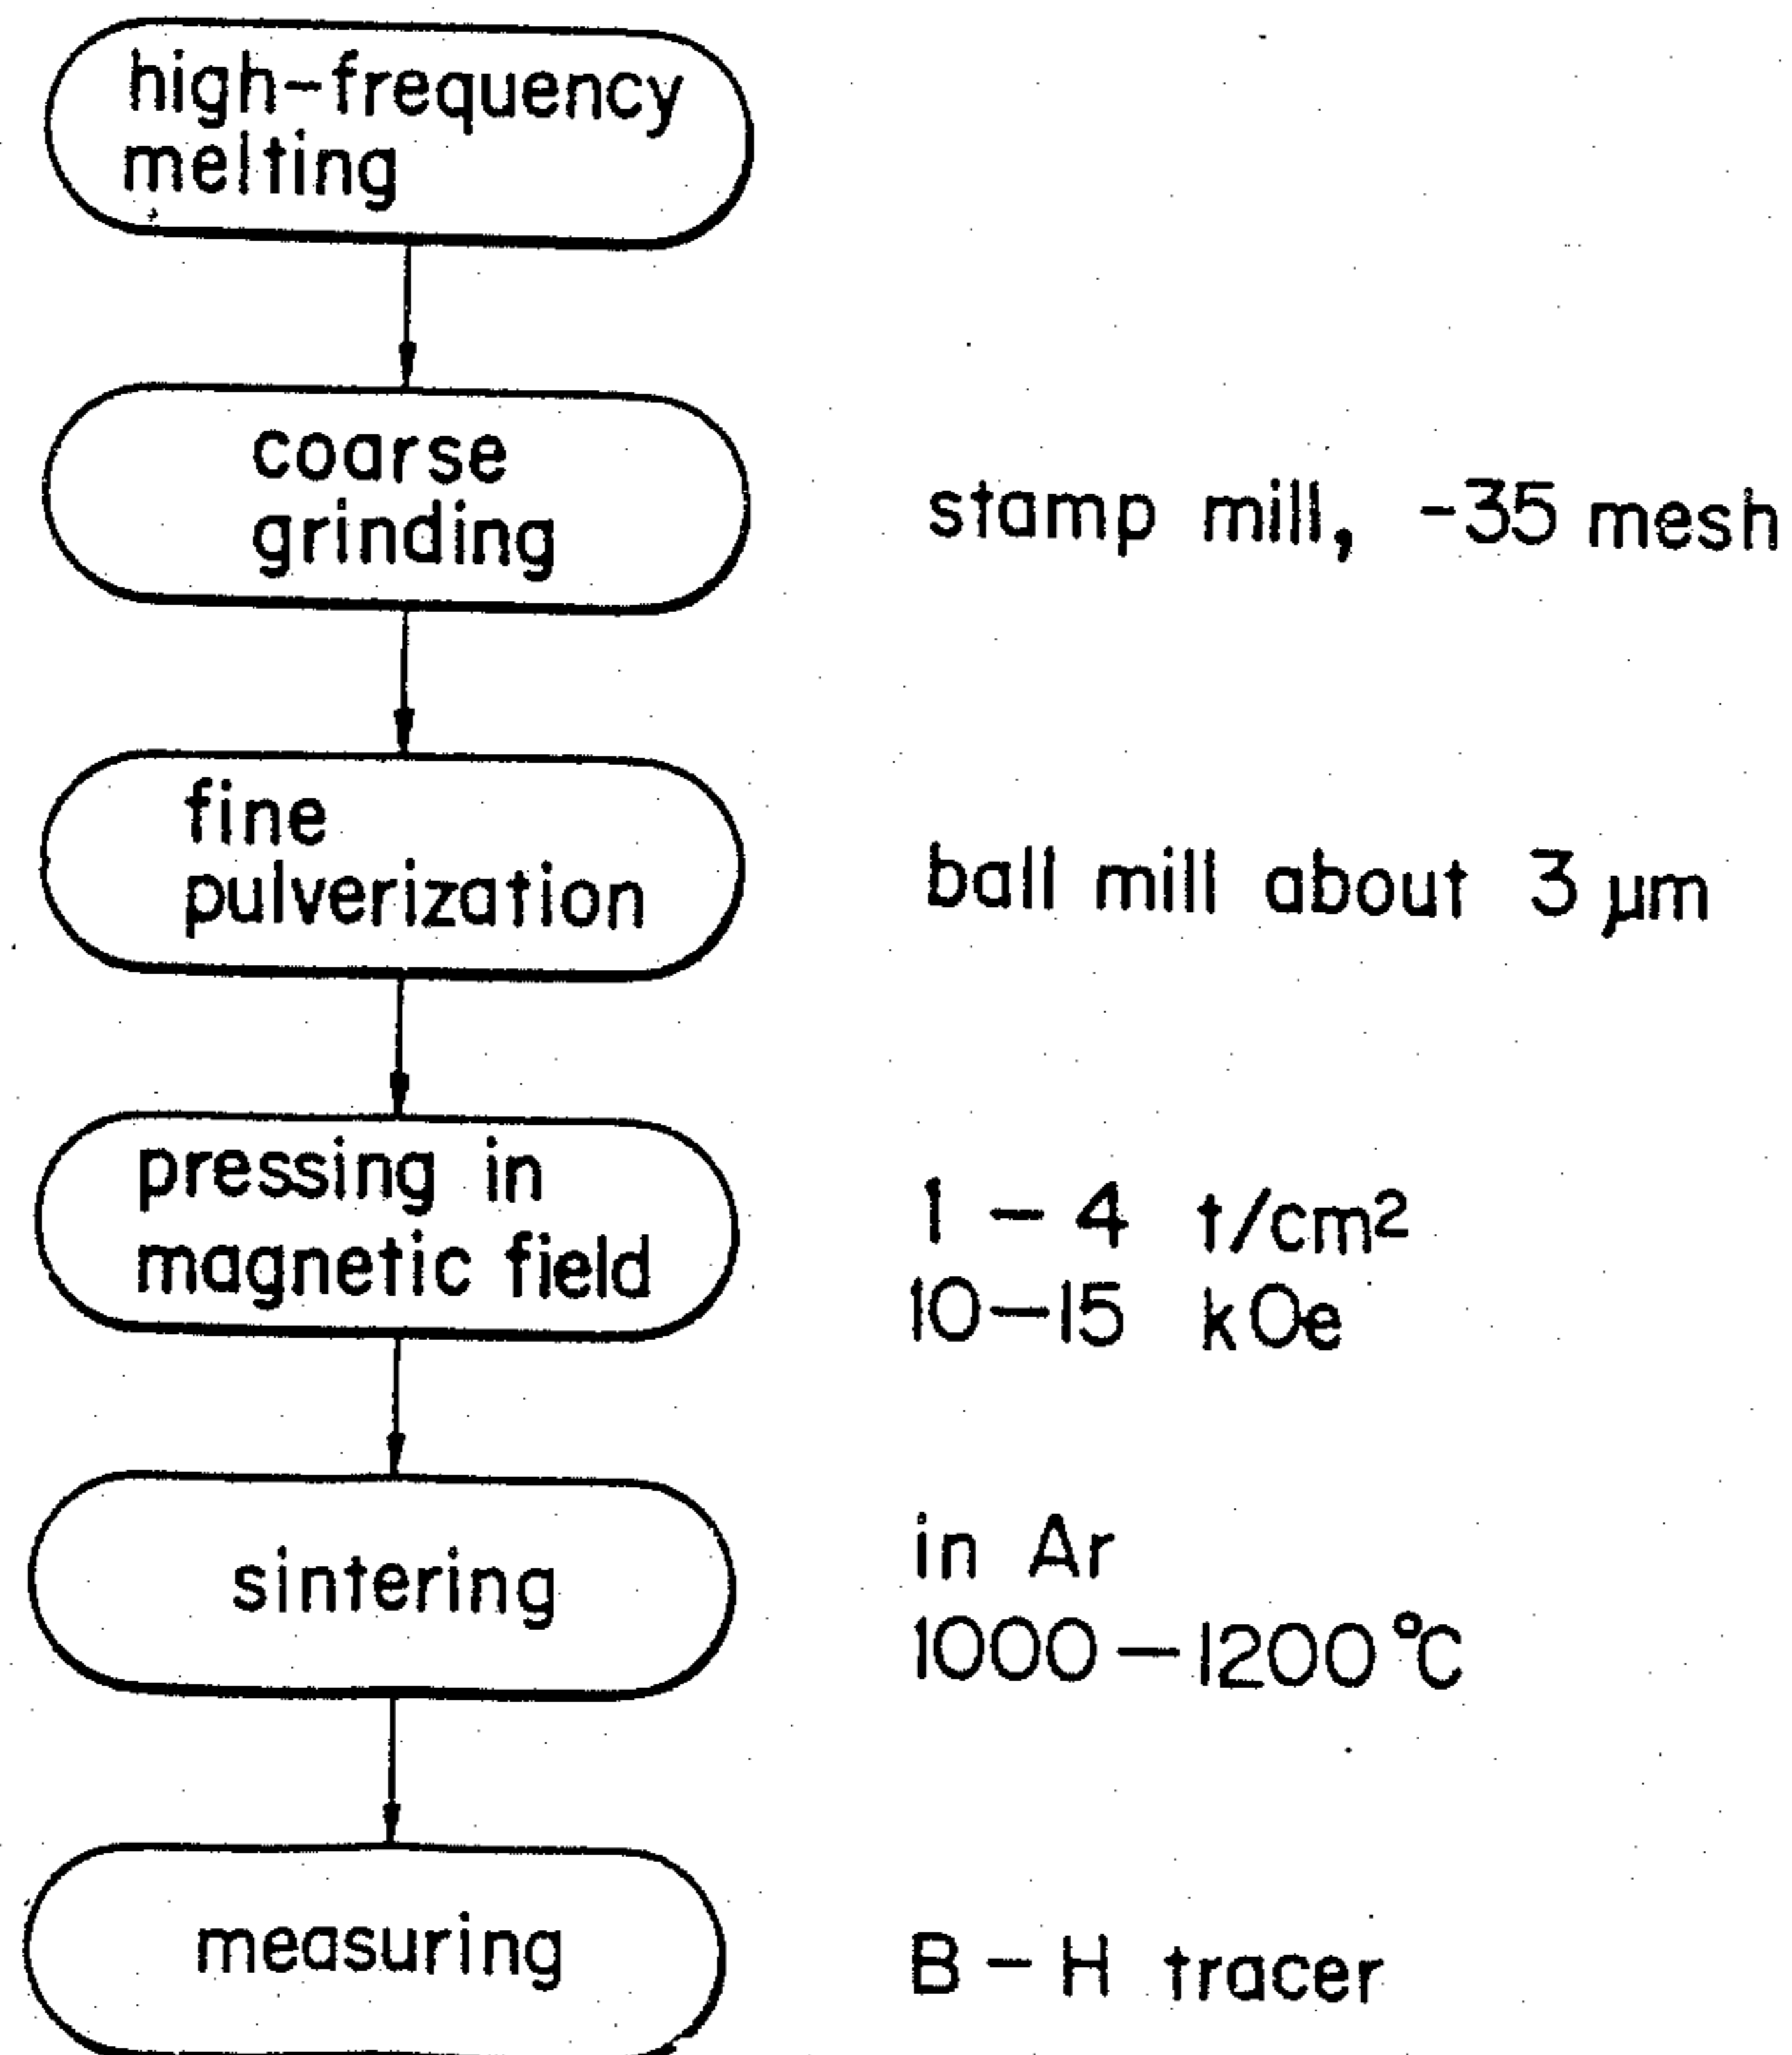 high-frequency
melting
coarse
grinding
stamp mill, -35 mesh
fine
pulverization
ball mill about 3 µm
pressing in
magnetic field
1 — 4 t/cm²
10—15 kOe
sintering
in Ar
1000—1200°C
measuring
B - H tracer